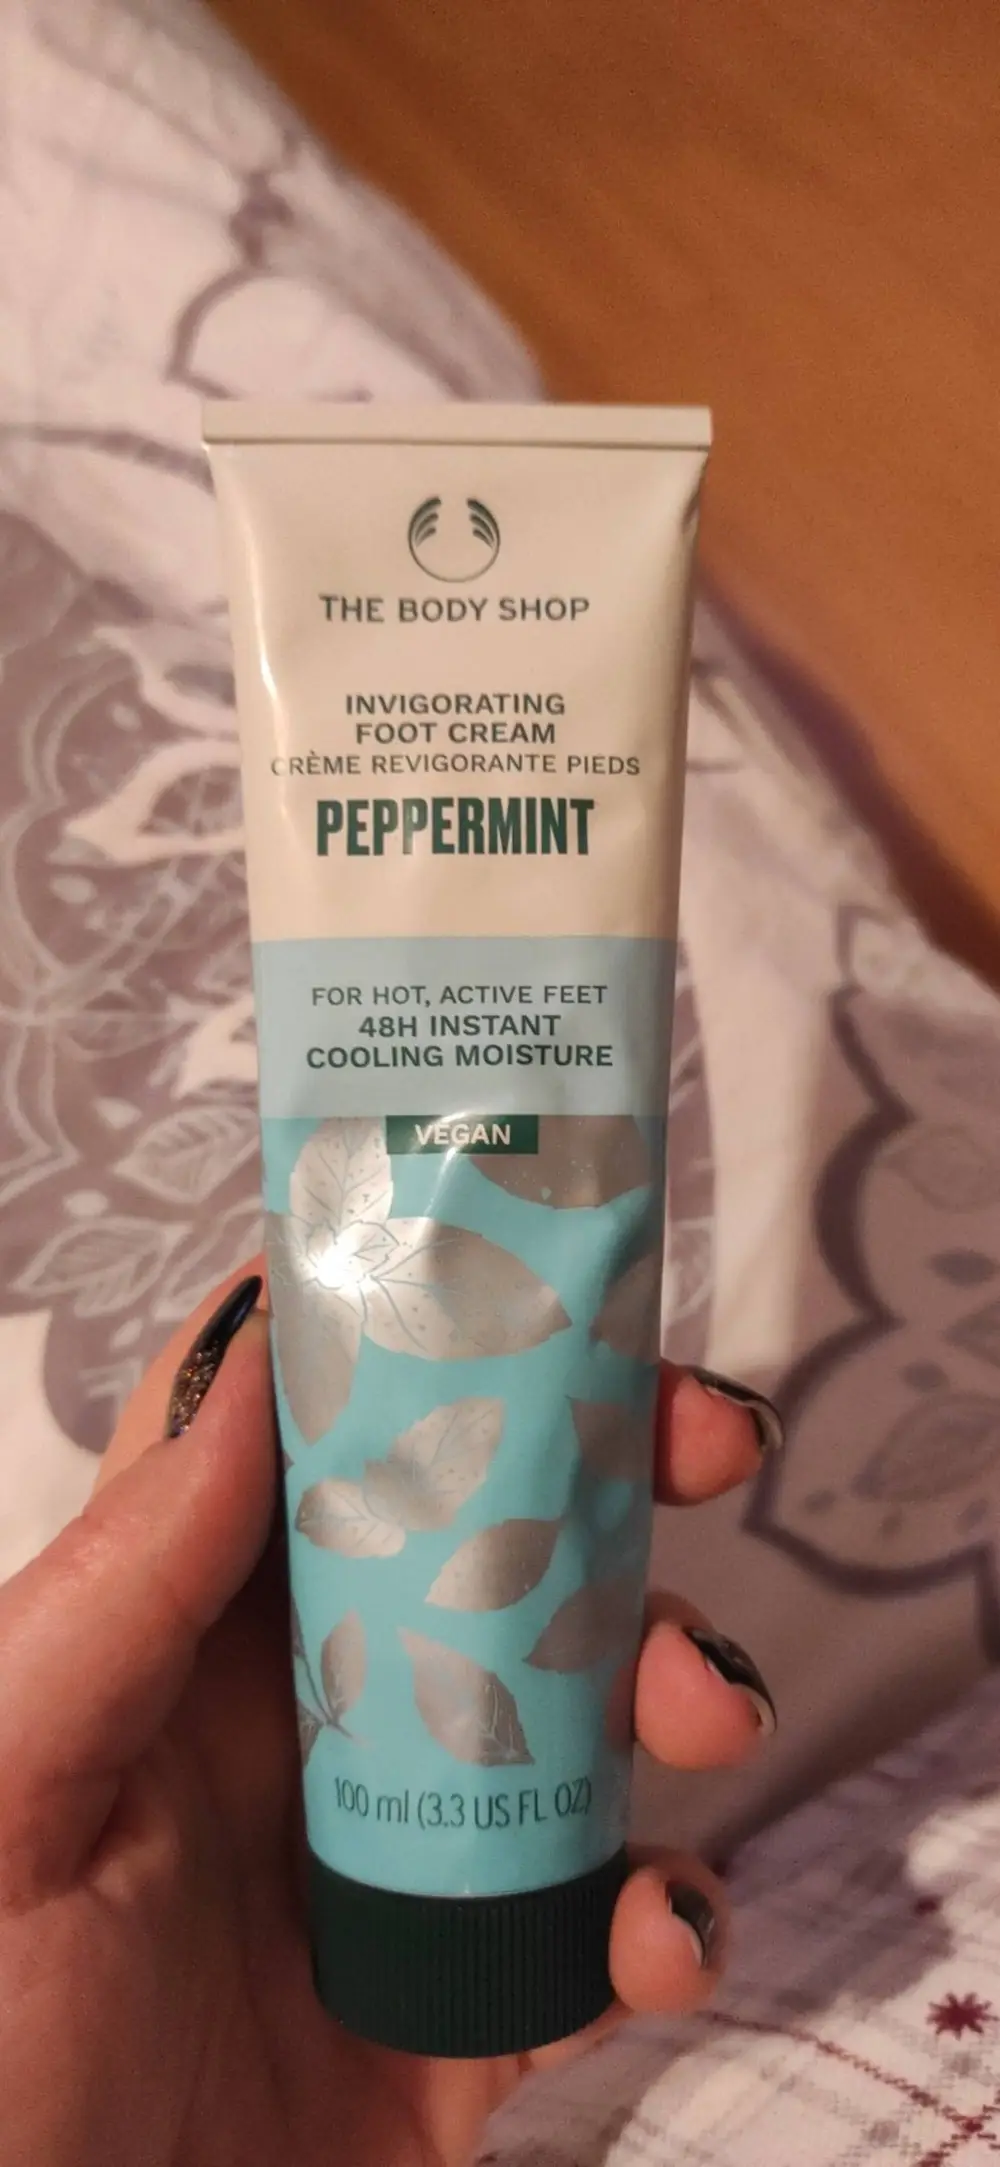 THE BODY SHOP
INVIGORATING
FOOT CREAM
CRÈME REVIGORANTE PIEDS
PEPPERMINT
FOR HOT, ACTIVE FEET
48H INSTANT
COOLING MOISTURE
VEGAN
100 ml (3.3 US FL OZ)